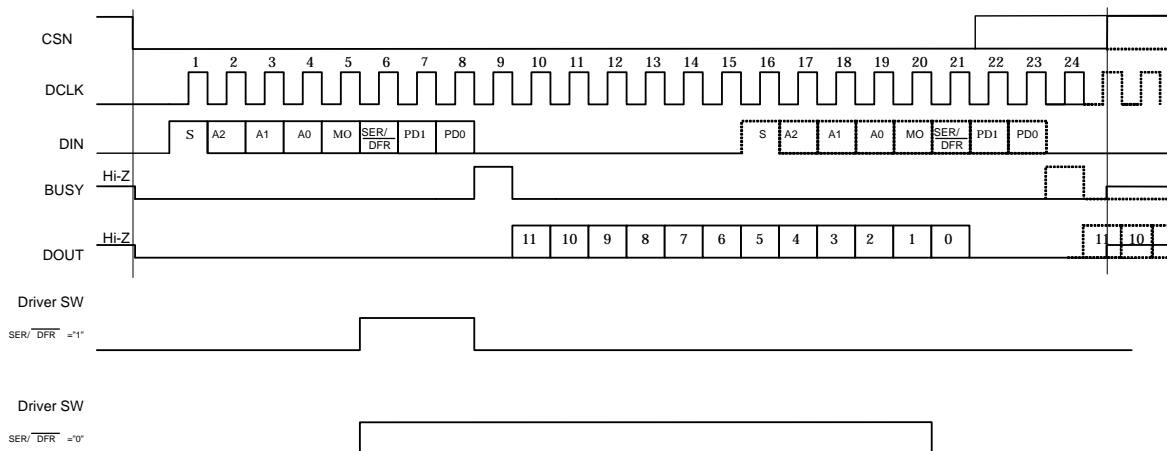 CSN
1 2 3 4 5 6 7 8 9 10 11 12 13 14 15 16 17 18 19 20 21 22 23 24
DCLK
DIN S A2 A1 A0 MO SER/DFR PD1 PD0 S A2 A1 A0 MO SER/DFR PD1 PD0
Hi-Z
BUSY
Hi-Z
DOUT 11 10 9 8 7 6 5 4 3 2 1 0 11 10
Driver SW
SER/ DFR ="1"
Driver SW
SER/ DFR ="0"